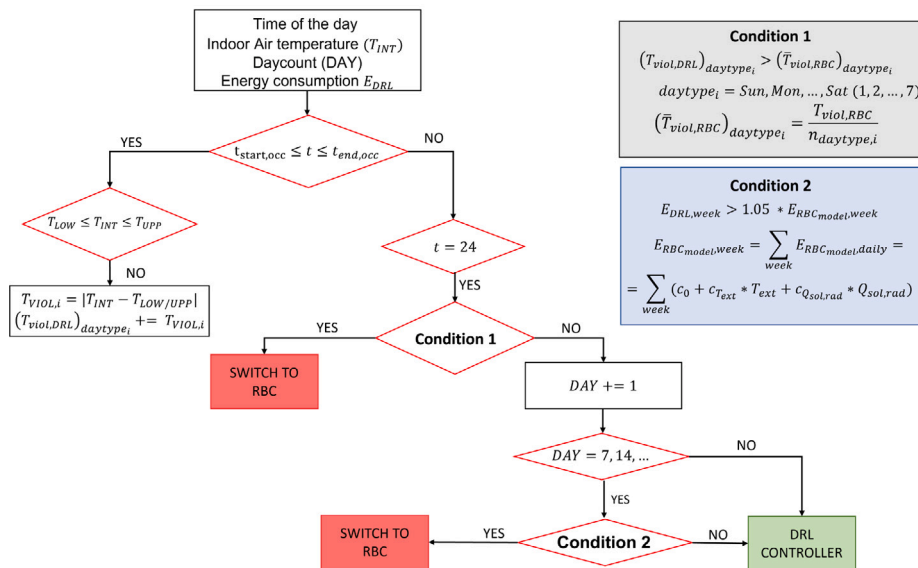 Time of the day
Indoor Air temperature (T_INT)
Daycount (DAY)
Energy consumption E_DRL
YES
t_start,occ ≤ t ≤ t_end,occ
NO
T_LOW ≤ T_INT ≤ T_UPP
NO
T_VIOL,i = |T_INT − T_LOW/UPP|
(T_viol,DRL)_daytype_i += T_VIOL,i
t = 24
YES
YES
Condition 1
NO
SWITCH TO
RBC
DAY += 1
DAY = 7, 14, …
NO
YES
SWITCH TO
RBC
YES
Condition 2
NO
DRL
CONTROLLER
Condition 1
(T_viol,DRL)_daytype_i > (T̅_viol,RBC)_daytype_i
daytype_i = Sun, Mon, … , Sat (1, 2, … , 7)
(T̅_viol,RBC)_daytype_i = T_viol,RBC / n_daytype,i
Condition 2
E_DRL,week > 1.05 * E_RBC_model,week
E_RBC_model,week = ∑_week E_RBC_model,daily =
= ∑_week (c_0 + c_T_ext * T_ext + c_Q_sol,rad * Q_sol,rad)